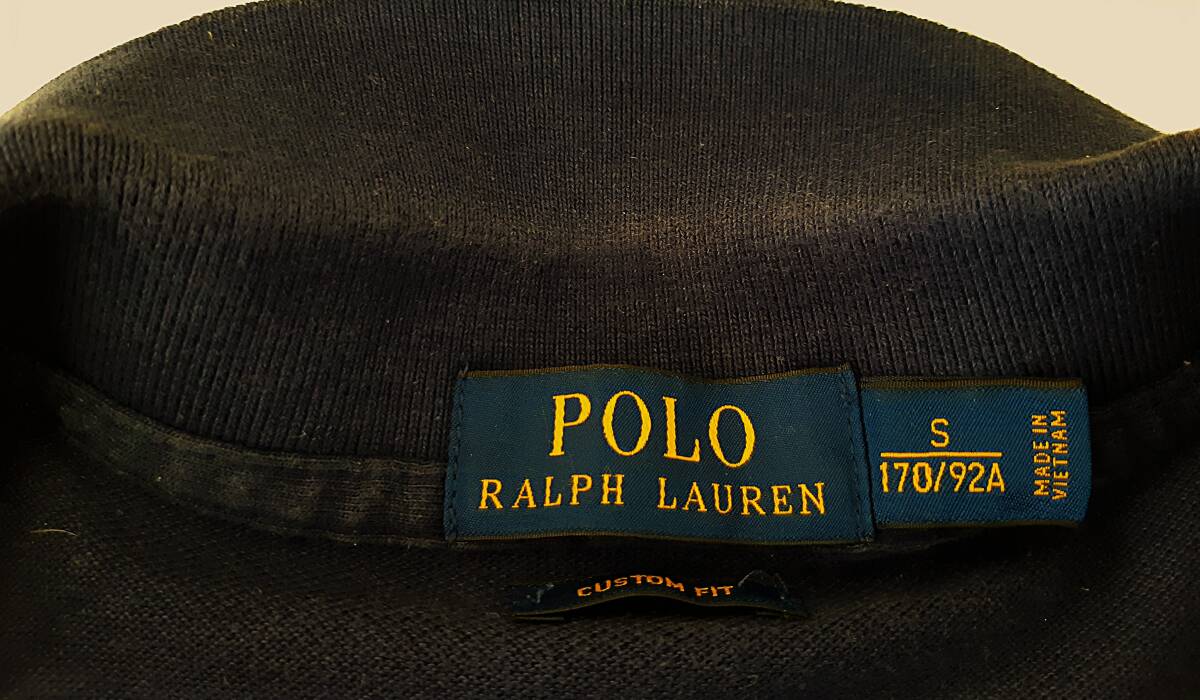 POLO
RALPH LAUREN
S
170/92A
MADE IN
VIETNAM
CUSTOM FIT